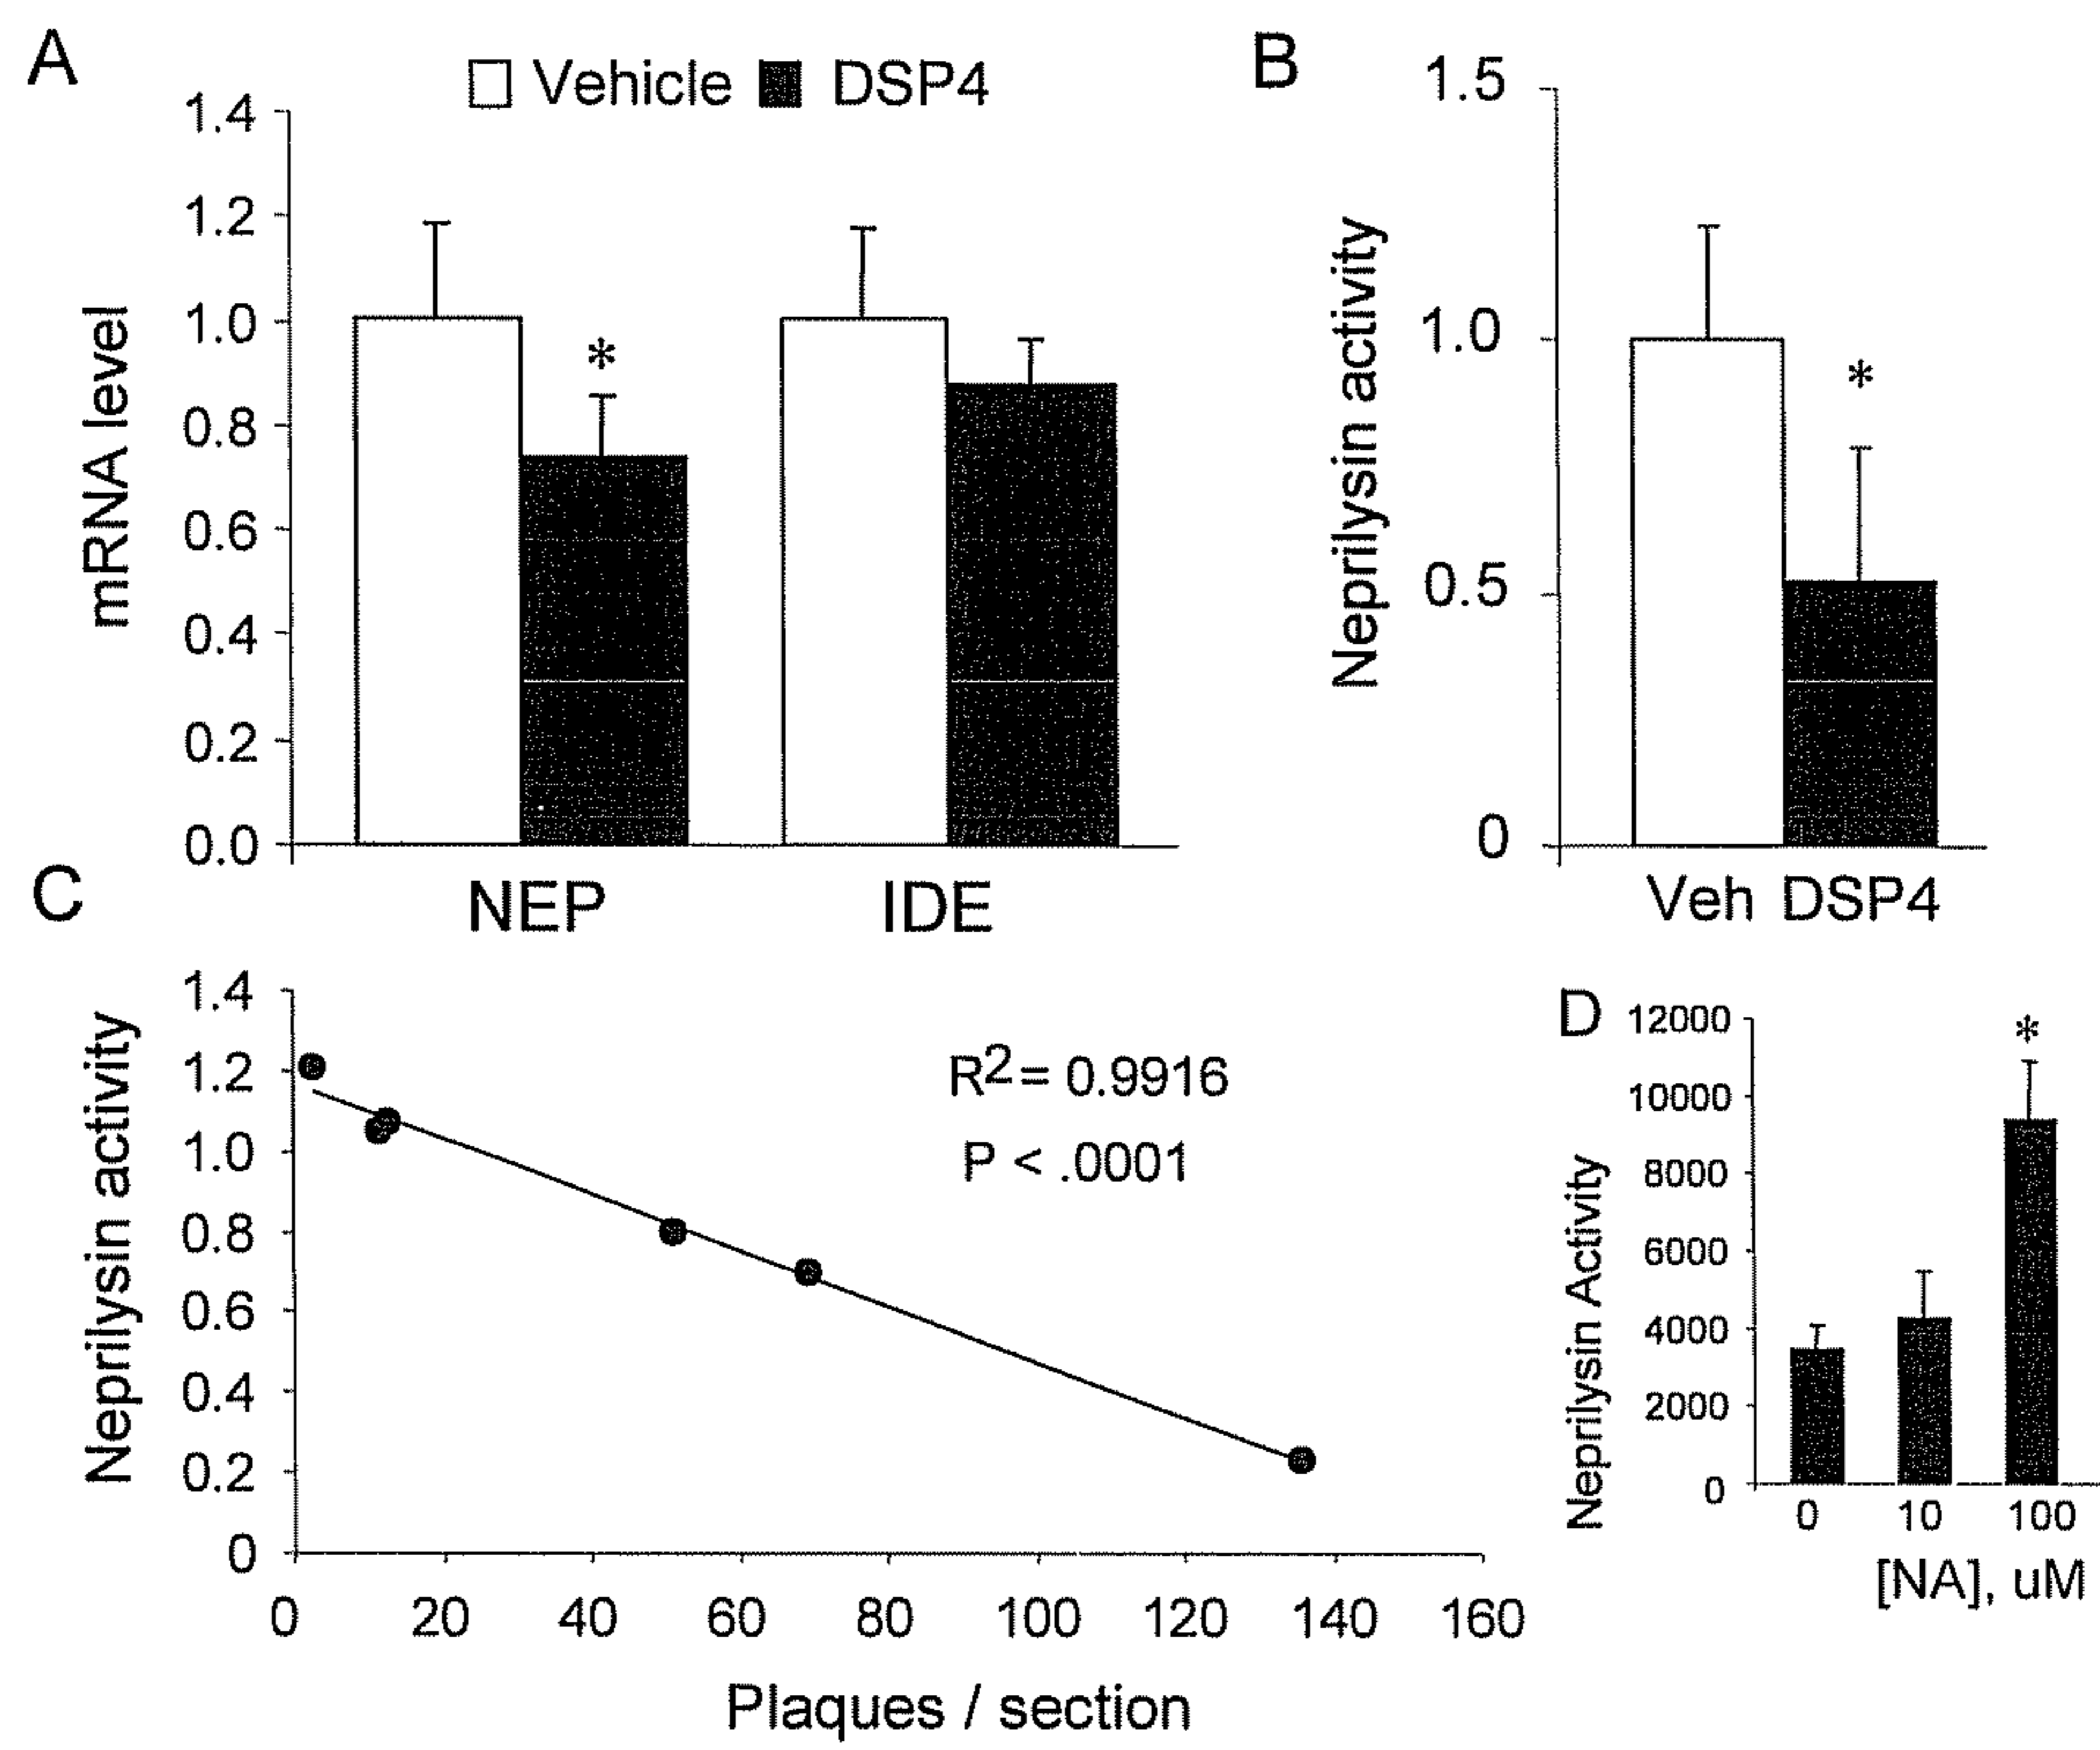 A
Vehicle DSP4
1.4
1.2
1.0
0.8
0.6
0.4
0.2
0.0
mRNA level
*
NEP IDE
B
1.5
1.0
0.5
0
Neprilysin activity
*
Veh DSP4
C
1.4
1.2
1.0
0.8
0.6
0.4
0.2
0
Neprilysin activity
R2 = 0.9916
P < .0001
0 20 40 60 80 100 120 140 160
Plaques / section
D
12000
10000
8000
6000
4000
2000
0
Neprilysin Activity
*
0 10 100
[NA], uM